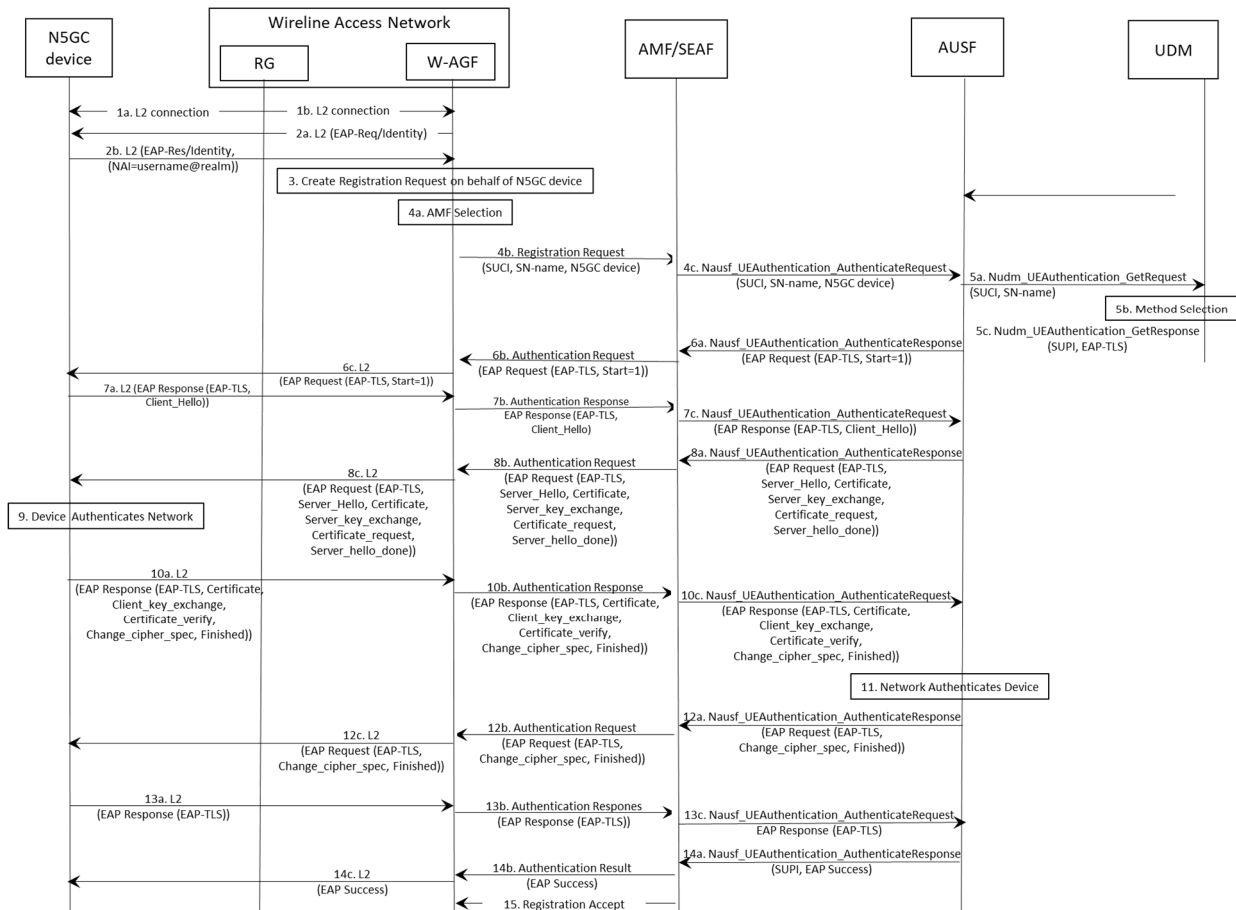 Wireline Access Network
N5GC
device
RG
W-AGF
AMF/SEAF
AUSF
UDM
1a. L2 connection
1b. L2 connection
2a. L2 (EAP-Req/Identity)
2b. L2 (EAP-Res/Identity,
(NAI=username@realm))
3. Create Registration Request on behalf of N5GC device
4a. AMF Selection
4b. Registration Request
(SUCI, SN-name, N5GC device)
4c. Nausf_UEAuthentication_AuthenticateRequest
(SUCI, SN-name, N5GC device)
5a. Nudm_UEAuthentication_GetRequest
(SUCI, SN-name)
5b. Method Selection
5c. Nudm_UEAuthentication_GetResponse
(SUPI, EAP-TLS)
6a. Nausf_UEAuthentication_AuthenticateResponse
(EAP Request (EAP-TLS, Start=1))
6b. Authentication Request
(EAP Request (EAP-TLS, Start=1))
6c. L2
(EAP Request (EAP-TLS, Start=1))
7a. L2 (EAP Response (EAP-TLS,
Client_Hello))
7b. Authentication Response
EAP Response (EAP-TLS,
Client_Hello)
7c. Nausf_UEAuthentication_AuthenticateRequest
(EAP Response (EAP-TLS, Client_Hello))
8a. Nausf_UEAuthentication_AuthenticateResponse
(EAP Request (EAP-TLS,
Server_Hello, Certificate,
Server_key_exchange,
Certificate_request,
Server_hello_done))
8b. Authentication Request
(EAP Request (EAP-TLS,
Server_Hello, Certificate,
Server_key_exchange,
Certificate_request,
Server_hello_done))
8c. L2
(EAP Request (EAP-TLS,
Server_Hello, Certificate,
Server_key_exchange,
Certificate_request,
Server_hello_done))
9. Device Authenticates Network
10a. L2
(EAP Response (EAP-TLS, Certificate,
Client_key_exchange,
Certificate_verify,
Change_cipher_spec, Finished))
10b. Authentication Response
(EAP Response (EAP-TLS, Certificate,
Client_key_exchange,
Certificate_verify,
Change_cipher_spec, Finished))
10c. Nausf_UEAuthentication_AuthenticateRequest
(EAP Response (EAP-TLS, Certificate,
Client_key_exchange,
Certificate_verify,
Change_cipher_spec, Finished))
11. Network Authenticates Device
12a. Nausf_UEAuthentication_AuthenticateResponse
(EAP Request (EAP-TLS,
Change_cipher_spec, Finished))
12b. Authentication Request
(EAP Request (EAP-TLS,
Change_cipher_spec, Finished))
12c. L2
(EAP Request (EAP-TLS,
Change_cipher_spec, Finished))
13a. L2
(EAP Response (EAP-TLS))
13b. Authentication Respones
(EAP Response (EAP-TLS))
13c. Nausf_UEAuthentication_AuthenticateRequest
EAP Response (EAP-TLS)
14a. Nausf_UEAuthentication_AuthenticateResponse
(SUPI, EAP Success)
14b. Authentication Result
(EAP Success)
14c. L2
(EAP Success)
15. Registration Accept